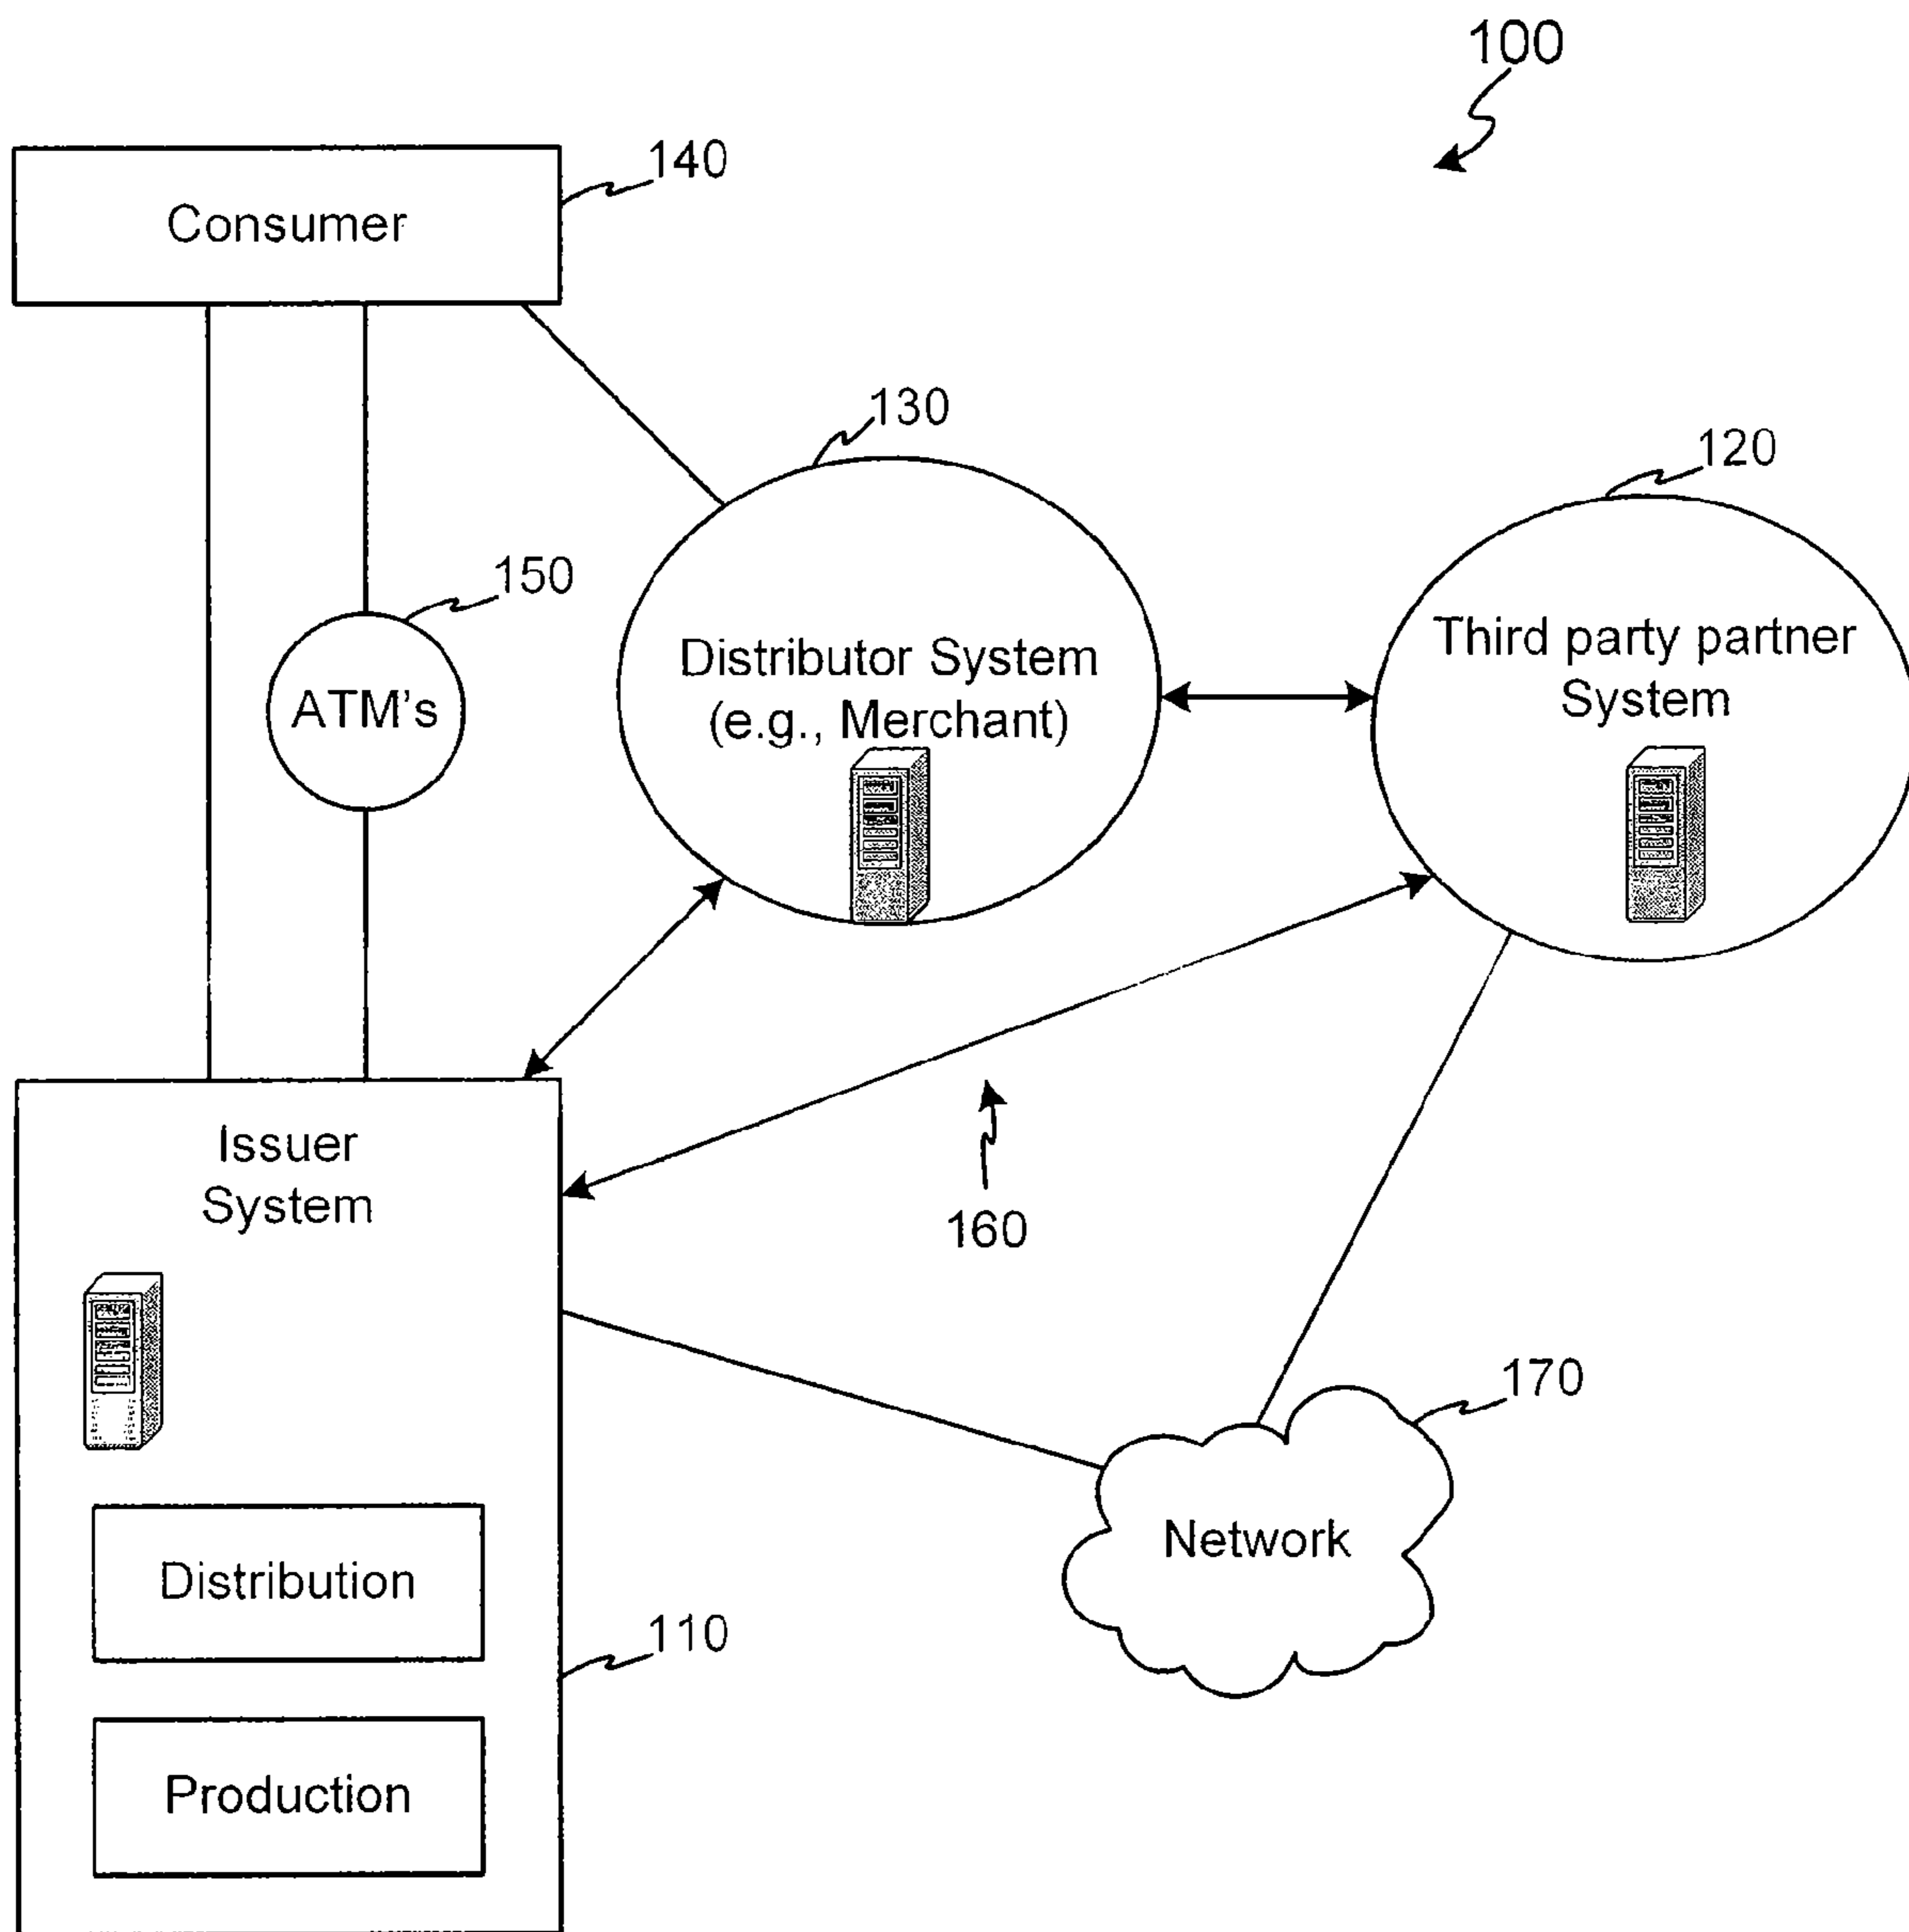 100
140
Consumer
130
120
150
Distributor System
(e.g., Merchant)
Third party partner
System
ATM's
Issuer
System
160
170
Network
Distribution
110
Production